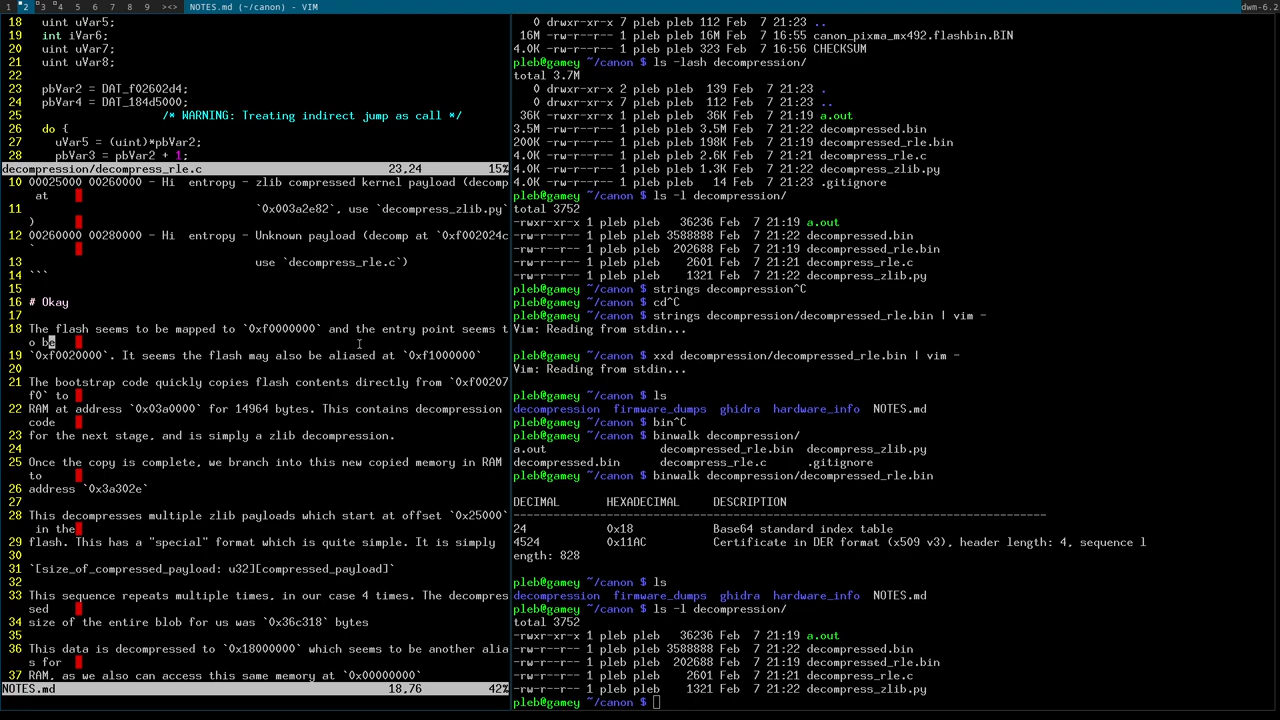 1 2 3 4 5 6 7 8 9 ><> NOTES.md (~/canon) - VIM dwm-6.2
18 uint uVar5;
19 int iVar6;
20 uint uVar7;
21 uint uVar8;
22
23 pbVar2 = DAT_f02602d4;
24 pbVar4 = DAT_184d5000;
25 /* WARNING: Treating indirect jump as call */
26 do {
27 uVar5 = (uint)*pbVar2;
28 pbVar3 = pbVar2 + 1;
decompression/decompress_rle.c 23,24 15%
10 00025000 00260000 - Hi entropy - zlib compressed kernel payload (decomp
at
11 `0x003a2e82`, use `decompress_zlib.py`
)
12 00260000 00280000 - Hi entropy - Unknown payload (decomp at `0xf002024c
`
13 use `decompress_rle.c`)
14 ```
15
16 # Okay
17
18 The flash seems to be mapped to `0xf0000000` and the entry point seems t
o be
19 `0xf0020000`. It seems the flash may also be aliased at `0xf1000000`
20
21 The bootstrap code quickly copies flash contents directly from `0xf00207
f0` to
22 RAM at address `0x03a0000` for 14964 bytes. This contains decompression
code
23 for the next stage, and is simply a zlib decompression.
24
25 Once the copy is complete, we branch into this new copied memory in RAM
to
26 address `0x3a302e`
27
28 This decompresses multiple zlib payloads which start at offset `0x25000`
in the
29 flash. This has a "special" format which is quite simple. It is simply
30
31 `[size_of_compressed_payload: u32][compressed_payload]`
32
33 This sequence repeats multiple times, in our case 4 times. The decompres
sed
34 size of the entire blob for us was `0x36c318` bytes
35
36 This data is decompressed to `0x18000000` which seems to be another alia
s for
37 RAM, as we also can access this same memory at `0x00000000`
NOTES.md 18,76 42%
0 drwxr-xr-x 7 pleb pleb 112 Feb 7 21:23 ..
16M -rw-r--r-- 1 pleb pleb 16M Feb 7 16:55 canon_pixma_mx492.flashbin.BIN
4.0K -rw-r--r-- 1 pleb pleb 323 Feb 7 16:56 CHECKSUM
pleb@gamey ~/canon $ ls -lash decompression/
total 3.7M
0 drwxr-xr-x 2 pleb pleb 139 Feb 7 21:23 .
0 drwxr-xr-x 7 pleb pleb 112 Feb 7 21:23 ..
36K -rwxr-xr-x 1 pleb pleb 36K Feb 7 21:19 a.out
3.5M -rw-r--r-- 1 pleb pleb 3.5M Feb 7 21:22 decompressed.bin
200K -rw-r--r-- 1 pleb pleb 198K Feb 7 21:19 decompressed_rle.bin
4.0K -rw-r--r-- 1 pleb pleb 2.6K Feb 7 21:21 decompress_rle.c
4.0K -rw-r--r-- 1 pleb pleb 1.3K Feb 7 21:22 decompress_zlib.py
4.0K -rw-r--r-- 1 pleb pleb 14 Feb 7 21:23 .gitignore
pleb@gamey ~/canon $ ls -l decompression/
total 3752
-rwxr-xr-x 1 pleb pleb 36236 Feb 7 21:19 a.out
-rw-r--r-- 1 pleb pleb 3588888 Feb 7 21:22 decompressed.bin
-rw-r--r-- 1 pleb pleb 202688 Feb 7 21:19 decompressed_rle.bin
-rw-r--r-- 1 pleb pleb 2601 Feb 7 21:21 decompress_rle.c
-rw-r--r-- 1 pleb pleb 1321 Feb 7 21:22 decompress_zlib.py
pleb@gamey ~/canon $ strings decompression^C
pleb@gamey ~/canon $ cd^C
pleb@gamey ~/canon $ strings decompression/decompressed_rle.bin | vim -
Vim: Reading from stdin...

pleb@gamey ~/canon $ xxd decompression/decompressed_rle.bin | vim -
Vim: Reading from stdin...

pleb@gamey ~/canon $ ls
decompression firmware_dumps ghidra hardware_info NOTES.md
pleb@gamey ~/canon $ bin^C
pleb@gamey ~/canon $ binwalk decompression/
a.out decompressed_rle.bin decompress_zlib.py
decompressed.bin decompress_rle.c .gitignore
pleb@gamey ~/canon $ binwalk decompression/decompressed_rle.bin

DECIMAL HEXADECIMAL DESCRIPTION
--------------------------------------------------------------------------------
24 0x18 Base64 standard index table
4524 0x11AC Certificate in DER format (x509 v3), header length: 4, sequence l
ength: 828

pleb@gamey ~/canon $ ls
decompression firmware_dumps ghidra hardware_info NOTES.md
pleb@gamey ~/canon $ ls -l decompression/
total 3752
-rwxr-xr-x 1 pleb pleb 36236 Feb 7 21:19 a.out
-rw-r--r-- 1 pleb pleb 3588888 Feb 7 21:22 decompressed.bin
-rw-r--r-- 1 pleb pleb 202688 Feb 7 21:19 decompressed_rle.bin
-rw-r--r-- 1 pleb pleb 2601 Feb 7 21:21 decompress_rle.c
-rw-r--r-- 1 pleb pleb 1321 Feb 7 21:22 decompress_zlib.py
pleb@gamey ~/canon $